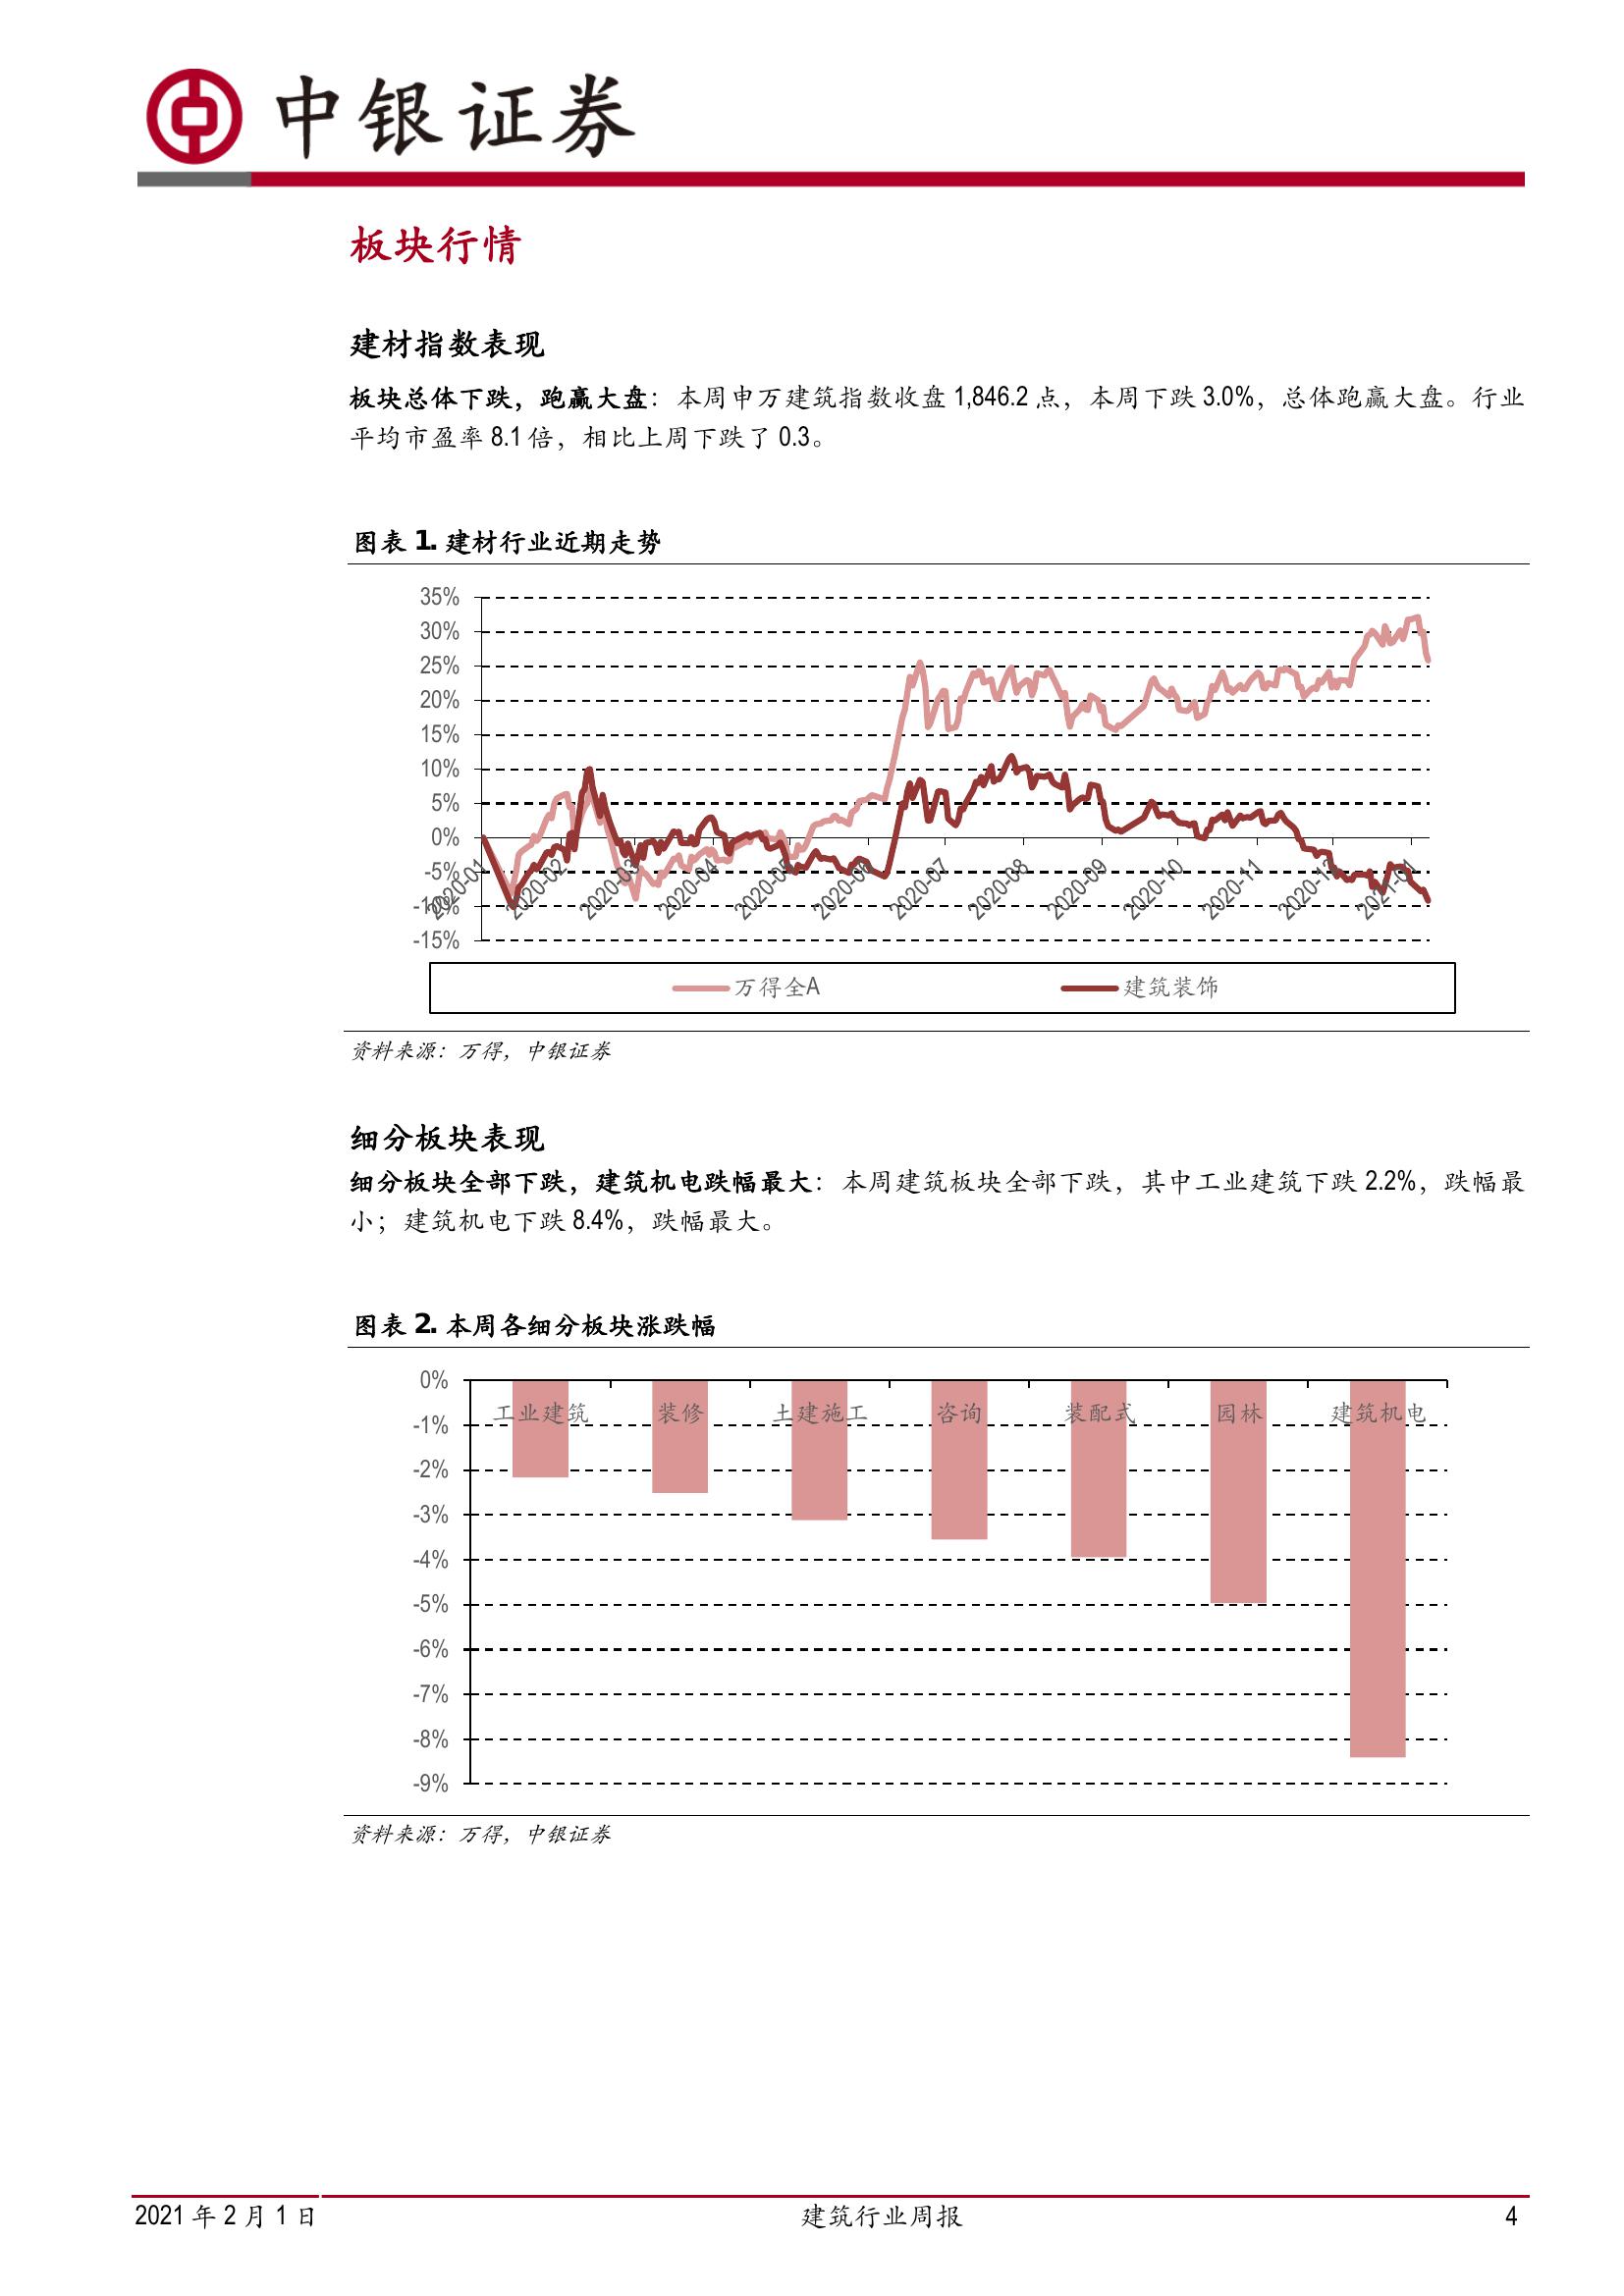 中银证券
板块行情
建材指数表现
板块总体下跌，跑赢大盘：本周申万建筑指数收盘 1,846.2 点，本周下跌 3.0%，总体跑赢大盘。行业
平均市盈率 8.1 倍，相比上周下跌了 0.3。
图表 1. 建材行业近期走势
35%
30%
25%
20%
15%
10%
5%
0%
-5%
-10%
-15%
2020-01
2020-02
2020-03
2020-04
2020-05
2020-06
2020-07
2020-08
2020-09
2020-10
2020-11
2020-12
2021-01
万得全A 建筑装饰
资料来源：万得，中银证券
细分板块表现
细分板块全部下跌，建筑机电跌幅最大：本周建筑板块全部下跌，其中工业建筑下跌 2.2%，跌幅最
小；建筑机电下跌 8.4%，跌幅最大。
图表 2. 本周各细分板块涨跌幅
0%
工业建筑 装修 土建施工 咨询 装配式 园林 建筑机电
-1%
-2%
-3%
-4%
-5%
-6%
-7%
-8%
-9%
资料来源：万得，中银证券
2021 年 2 月 1 日 建筑行业周报 4